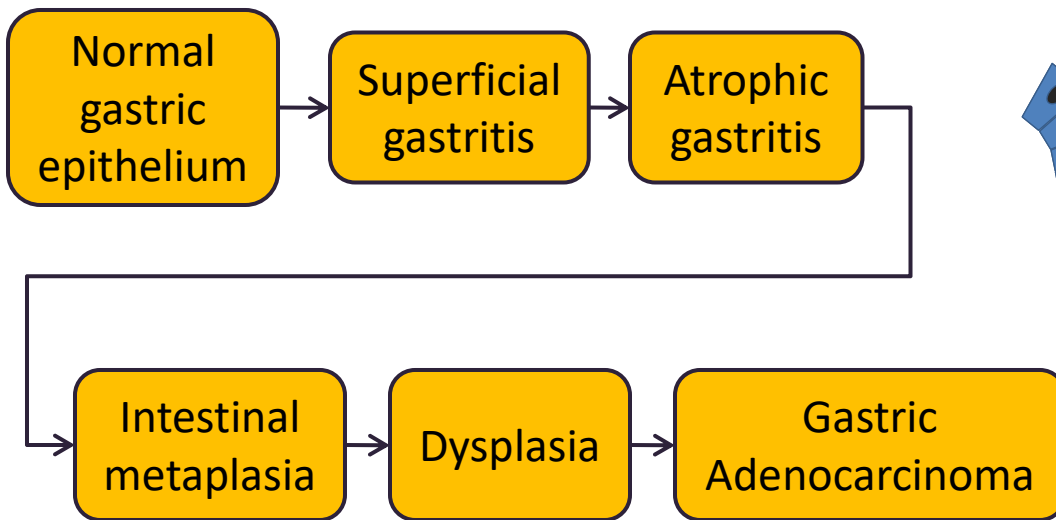 Normal
gastric
epithelium
Superficial
gastritis
Atrophic
gastritis
Intestinal
metaplasia
Dysplasia
Gastric
Adenocarcinoma